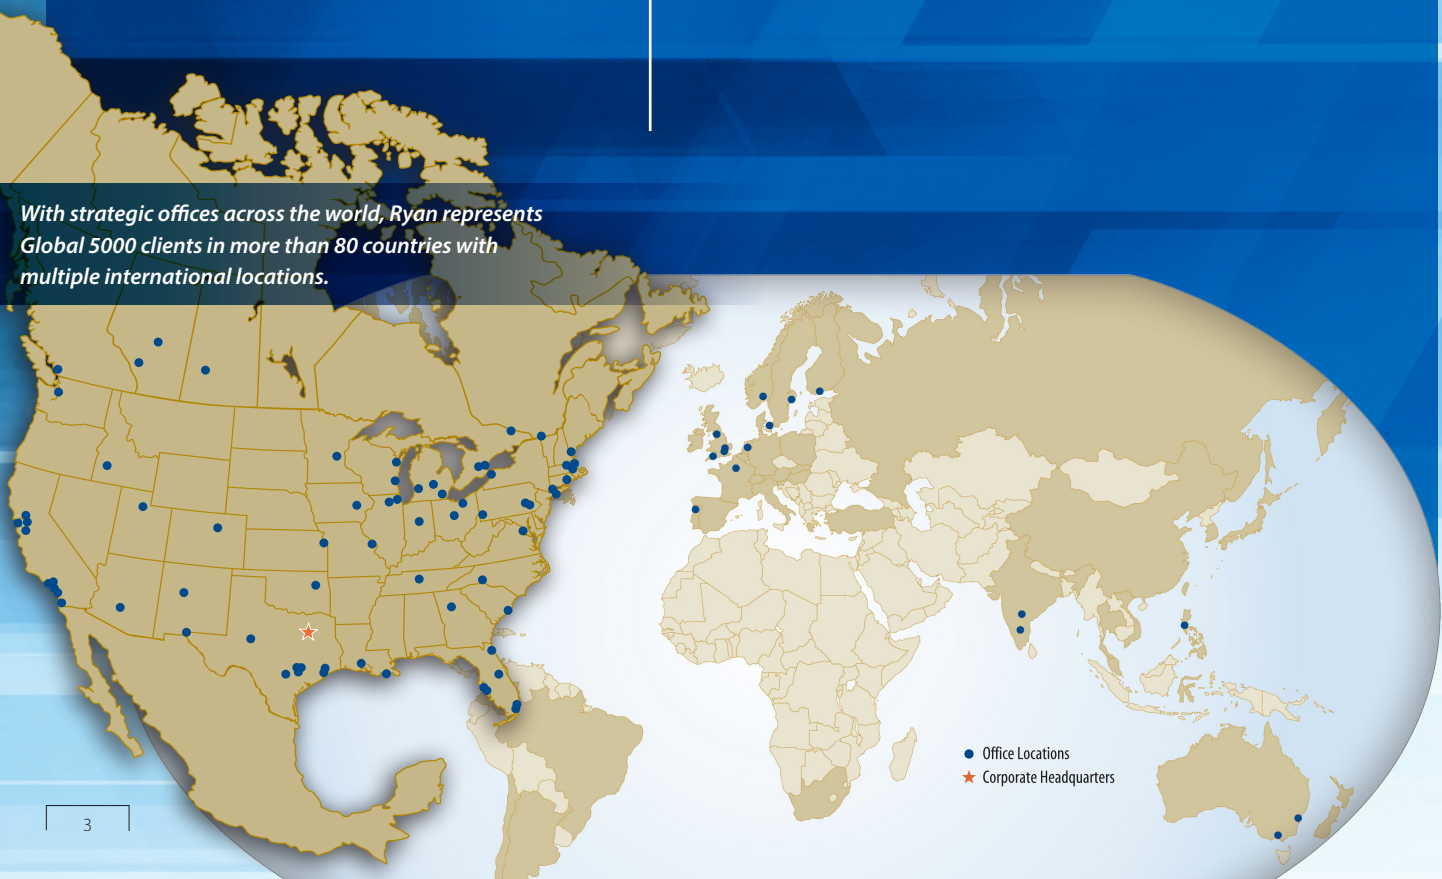 With strategic offices across the world, Ryan represents
Global 5000 clients in more than 80 countries with
multiple international locations.
Office Locations
Corporate Headquarters
3